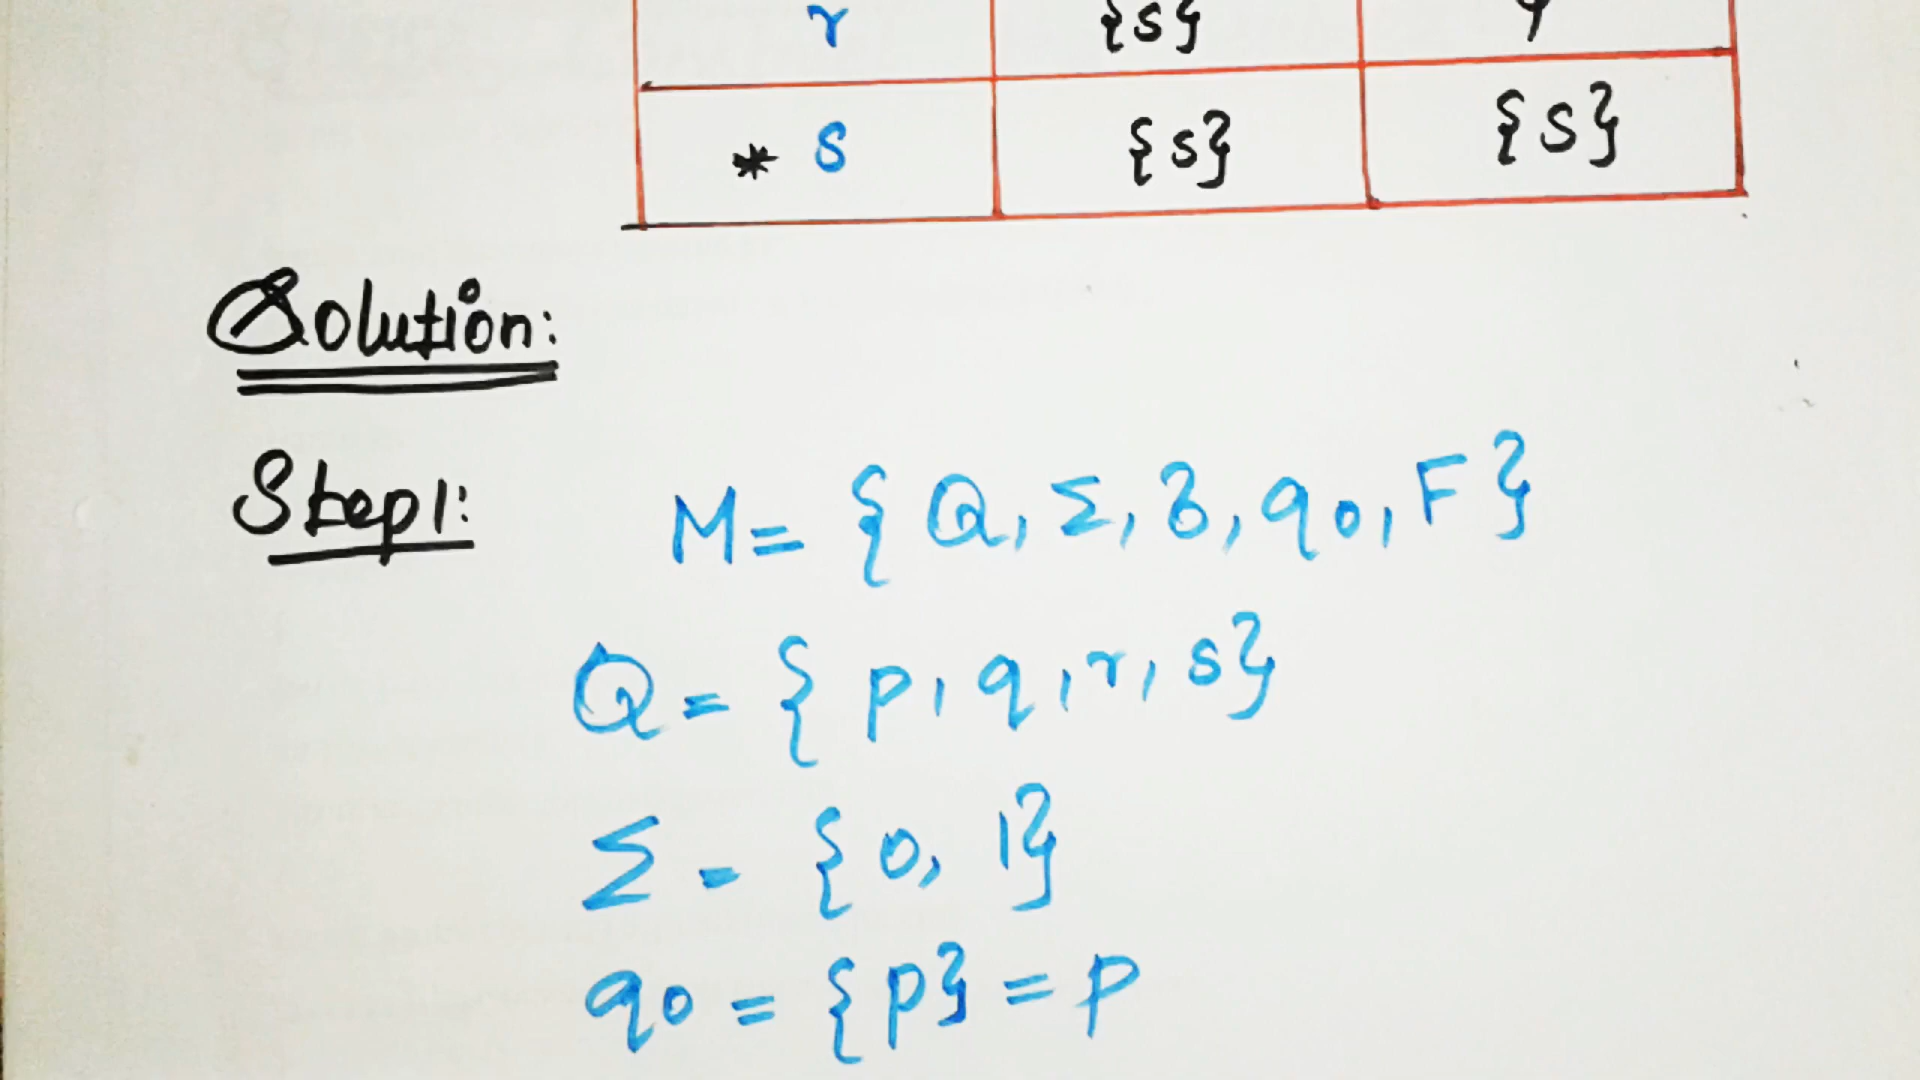 r {s}
* s {s} {s}
Solution:
Step1: M = { Q, Σ, δ, q0, F }
Q = { p, q, r, s}
Σ = { 0, 1}
q0 = {p} = p